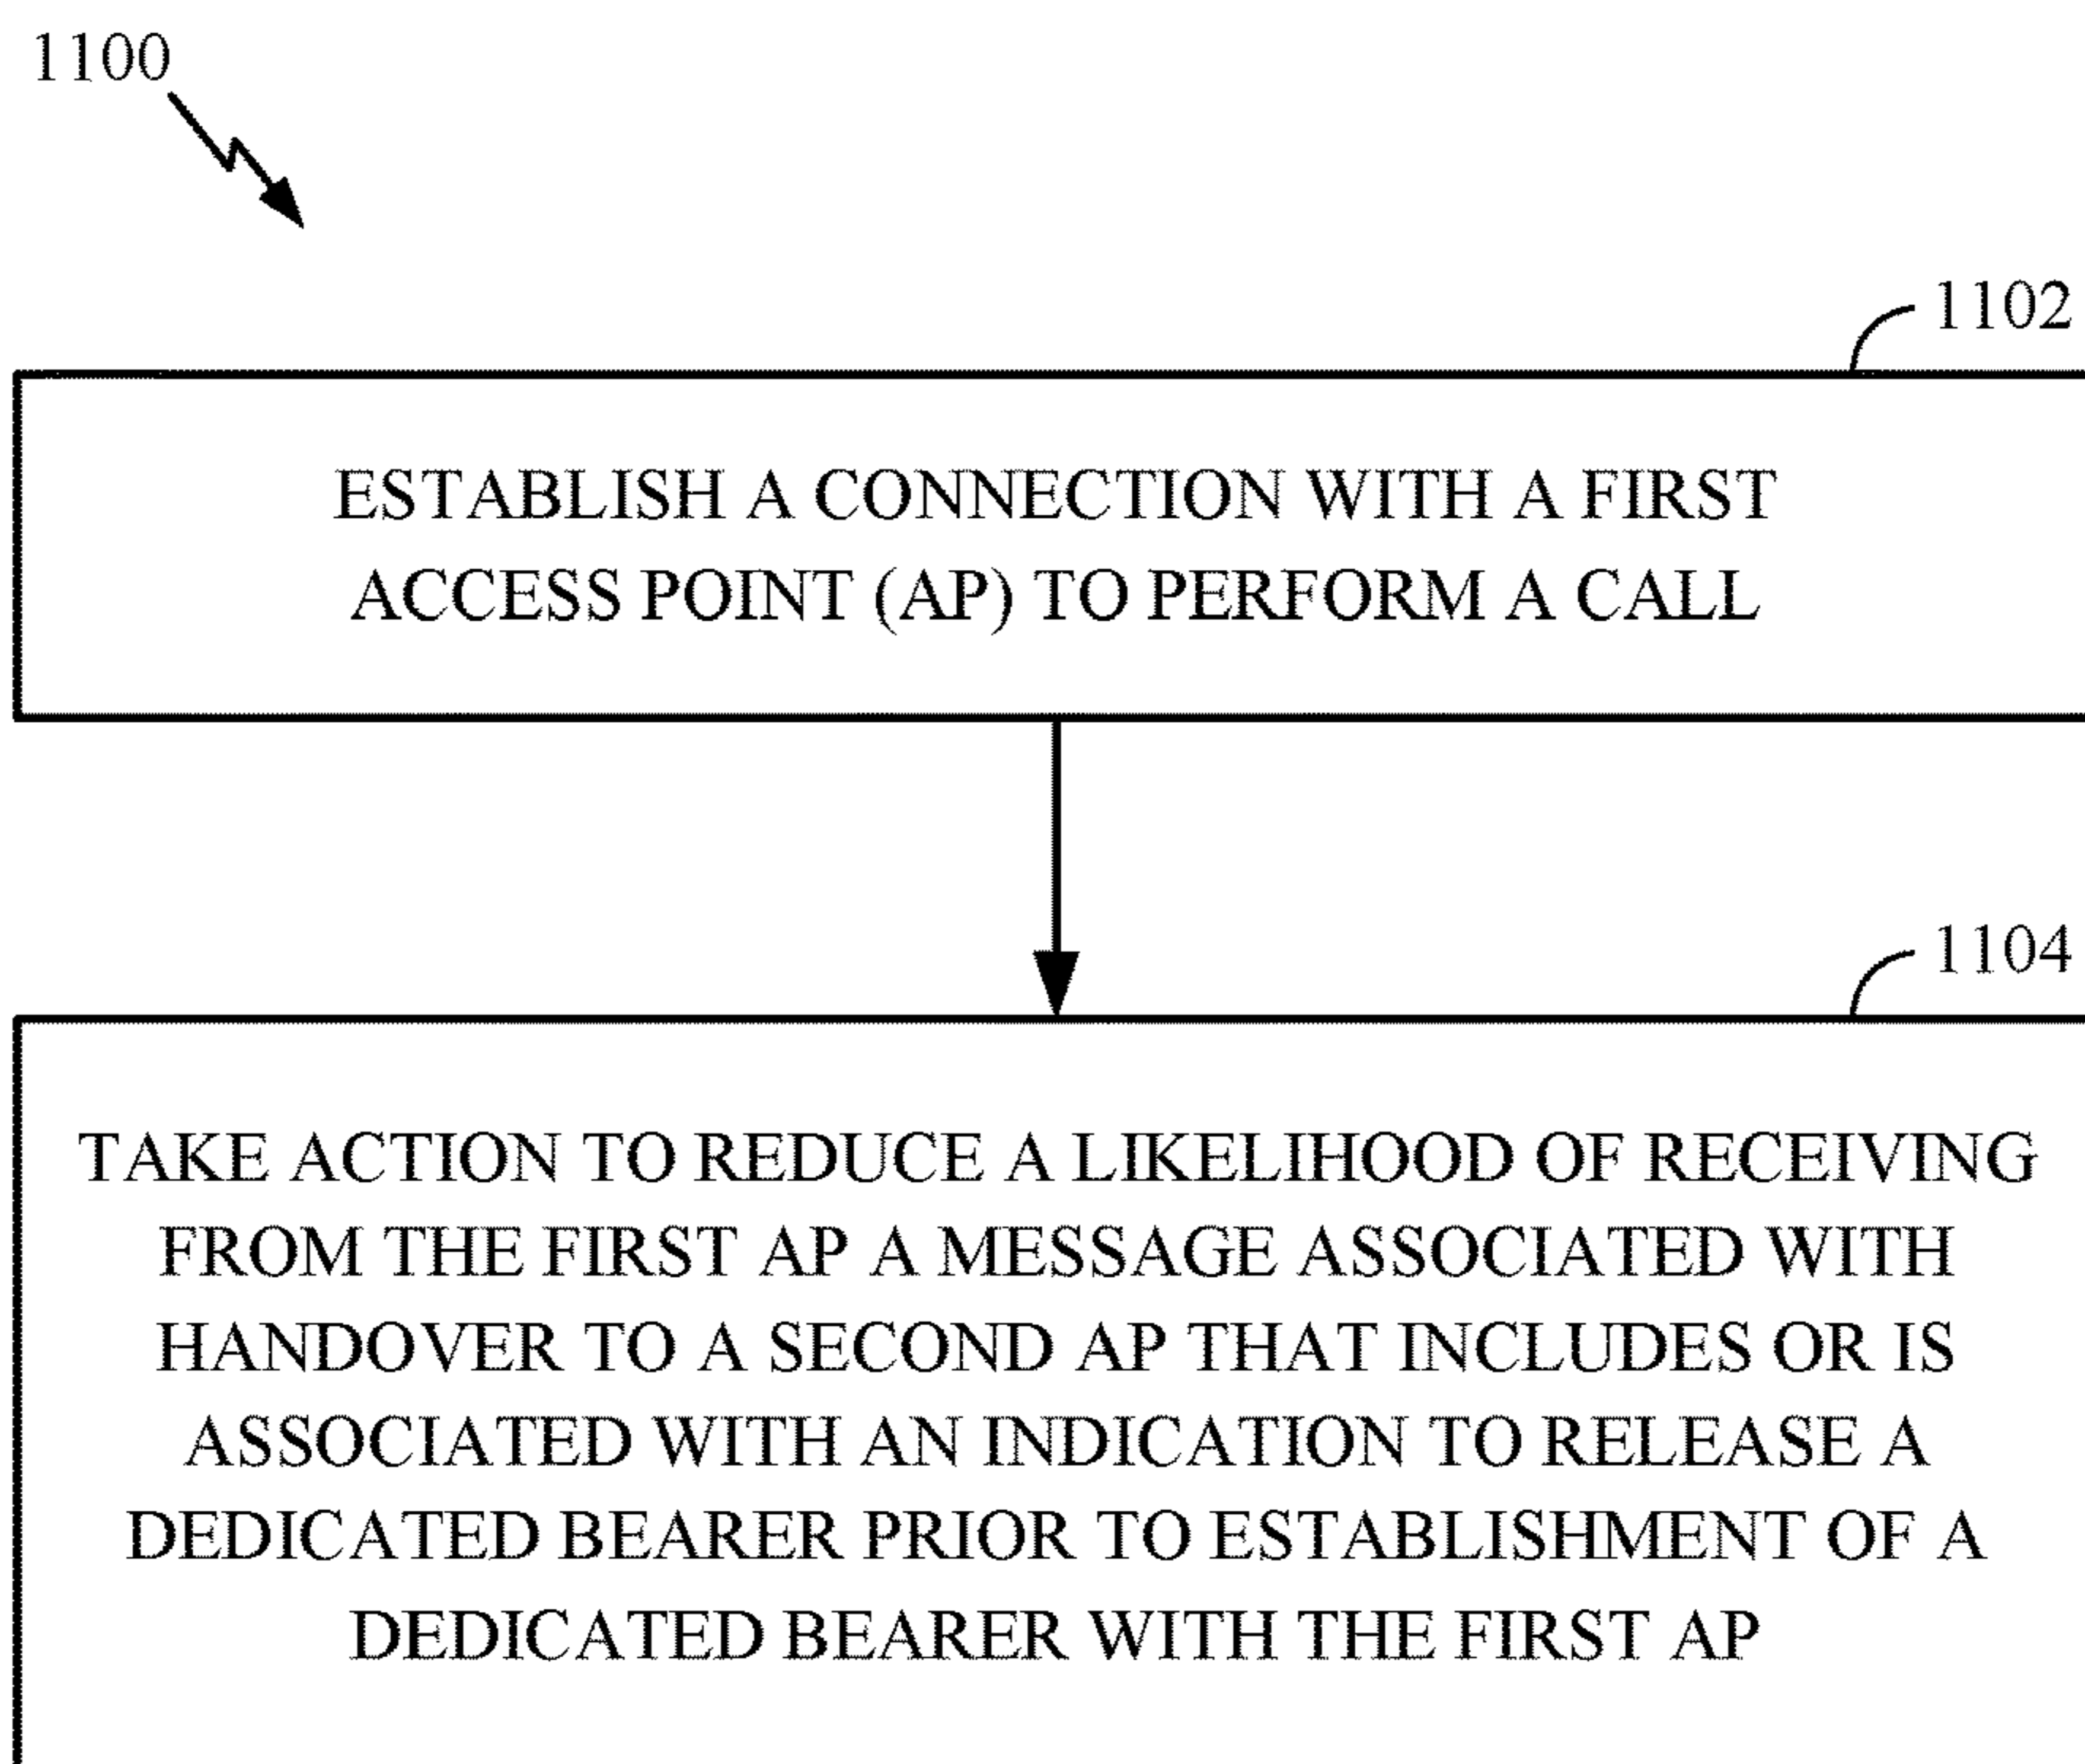 1100
1102
ESTABLISH A CONNECTION WITH A FIRST
ACCESS POINT (AP) TO PERFORM A CALL
1104
TAKE ACTION TO REDUCE A LIKELIHOOD OF RECEIVING
FROM THE FIRST AP A MESSAGE ASSOCIATED WITH
HANDOVER TO A SECOND AP THAT INCLUDES OR IS
ASSOCIATED WITH AN INDICATION TO RELEASE A
DEDICATED BEARER PRIOR TO ESTABLISHMENT OF A
DEDICATED BEARER WITH THE FIRST AP